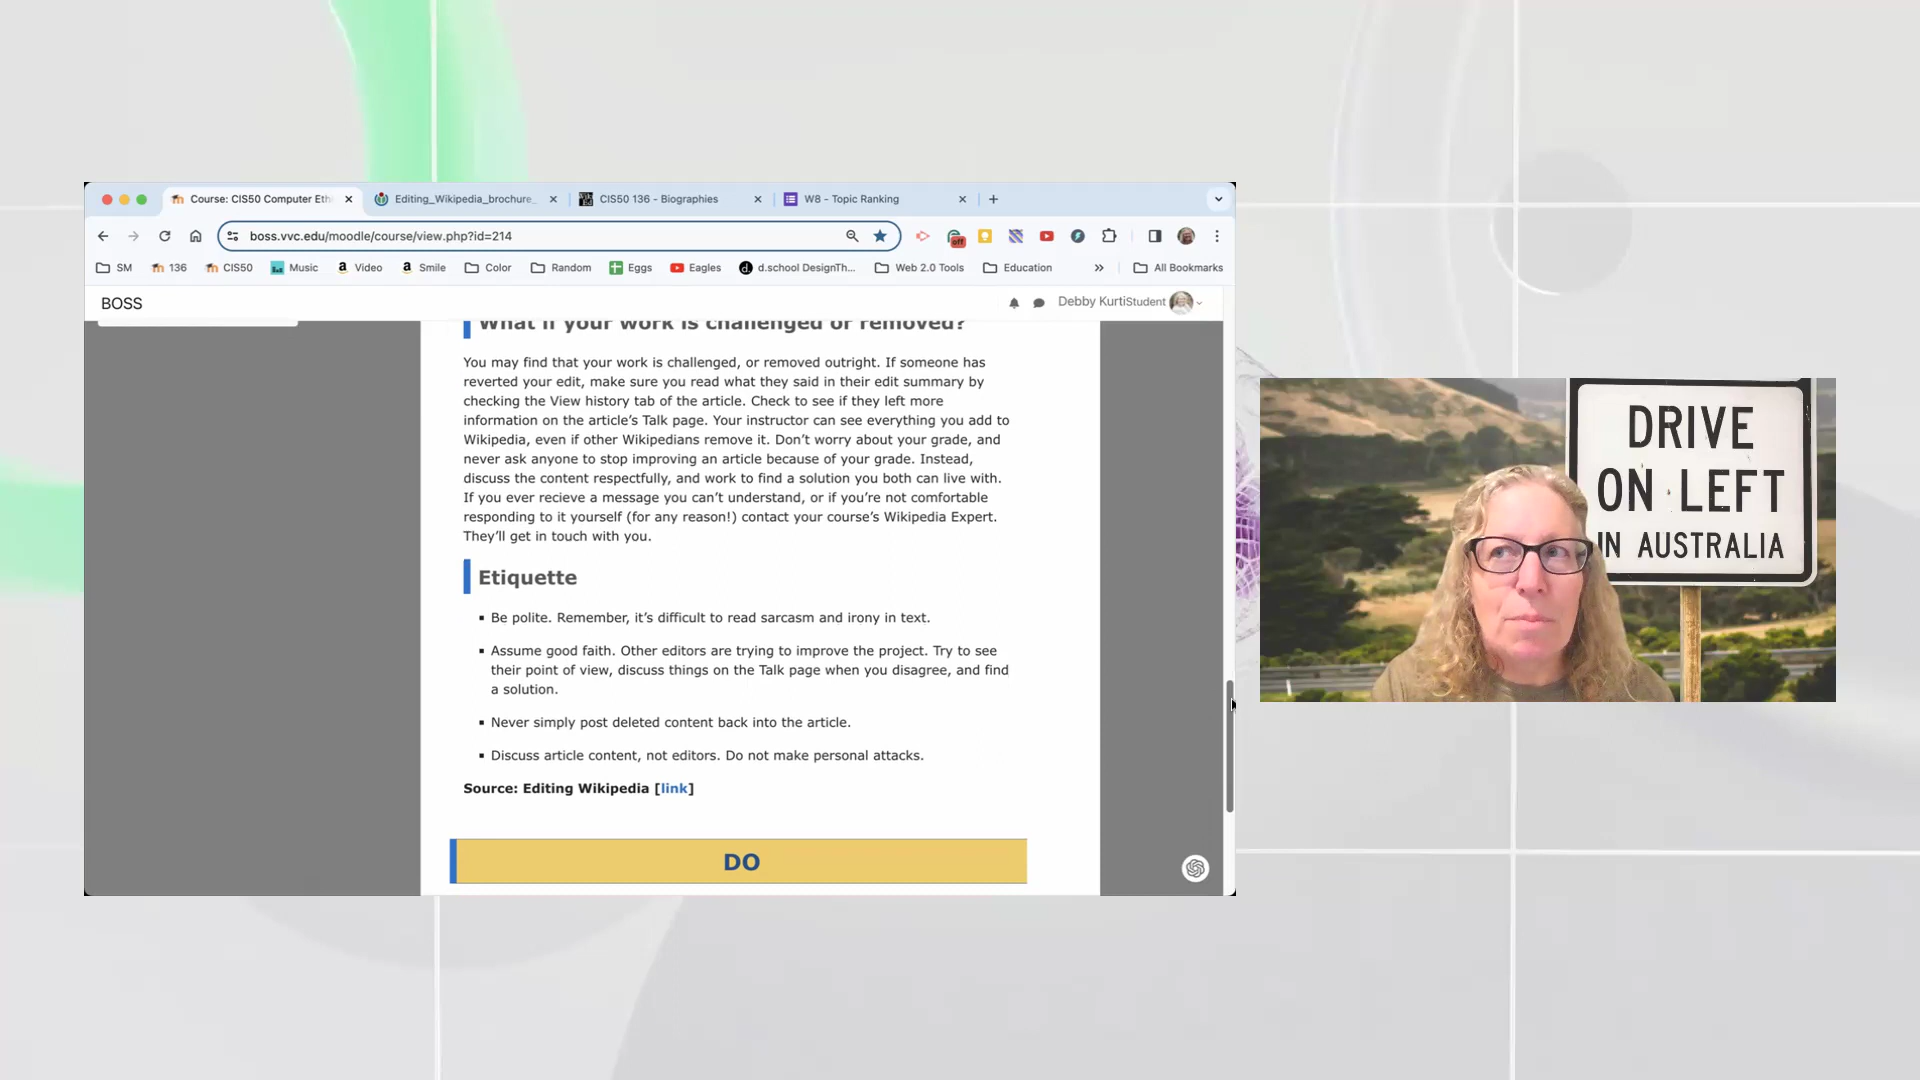 Course: CIS50 Computer Eth
Editing_Wikipedia_brochure_
CIS50 136 - Biographies
W8 - Topic Ranking
boss.vvc.edu/moodle/course/view.php?id=214
off
SM
136
CIS50
Music
Video
Smile
Color
Random
Eggs
Eagles
d.school DesignTh...
Web 2.0 Tools
Education
All Bookmarks
BOSS
Debby KurtiStudent
What if your work is challenged or removed?
You may find that your work is challenged, or removed outright. If someone has
reverted your edit, make sure you read what they said in their edit summary by
checking the View history tab of the article. Check to see if they left more
information on the article’s Talk page. Your instructor can see everything you add to
Wikipedia, even if other Wikipedians remove it. Don’t worry about your grade, and
never ask anyone to stop improving an article because of your grade. Instead,
discuss the content respectfully, and work to find a solution you both can live with.
If you ever recieve a message you can’t understand, or if you’re not comfortable
responding to it yourself (for any reason!) contact your course’s Wikipedia Expert.
They’ll get in touch with you.
Etiquette
▪ Be polite. Remember, it’s difficult to read sarcasm and irony in text.
▪ Assume good faith. Other editors are trying to improve the project. Try to see
their point of view, discuss things on the Talk page when you disagree, and find
a solution.
▪ Never simply post deleted content back into the article.
▪ Discuss article content, not editors. Do not make personal attacks.
Source: Editing Wikipedia [link]
DO
DRIVE
ON LEFT
IN AUSTRALIA